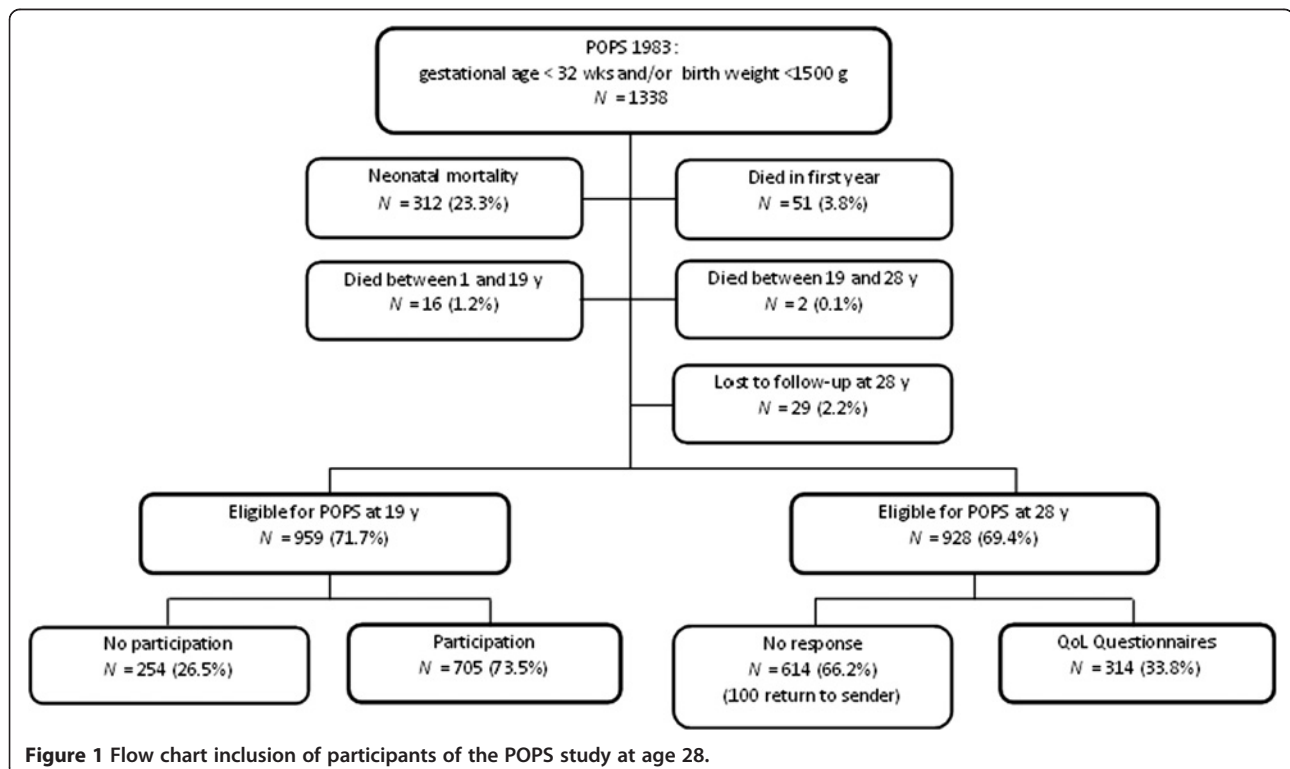 POPS 1983:
gestational age < 32 wks and/or birth weight <1500 g
N = 1338
Neonatal mortality
N = 312 (23.3%)
Died in first year
N = 51 (3.8%)
Died between 1 and 19 y
N = 16 (1.2%)
Died between 19 and 28 y
N = 2 (0.1%)
Lost to follow-up at 28 y
N = 29 (2.2%)
Eligible for POPS at 19 y
N = 959 (71.7%)
Eligible for POPS at 28 y
N = 928 (69.4%)
No participation
N = 254 (26.5%)
Participation
N = 705 (73.5%)
No response
N = 614 (66.2%)
(100 return to sender)
QoL Questionnaires
N = 314 (33.8%)
Figure 1 Flow chart inclusion of participants of the POPS study at age 28.